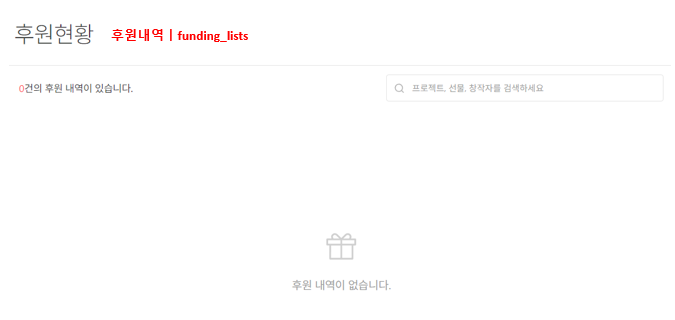 후원현황 후원내역 | funding_lists
0건의 후원 내역이 있습니다. 프로젝트, 선물, 창작자를 검색하세요
후원 내역이 없습니다.